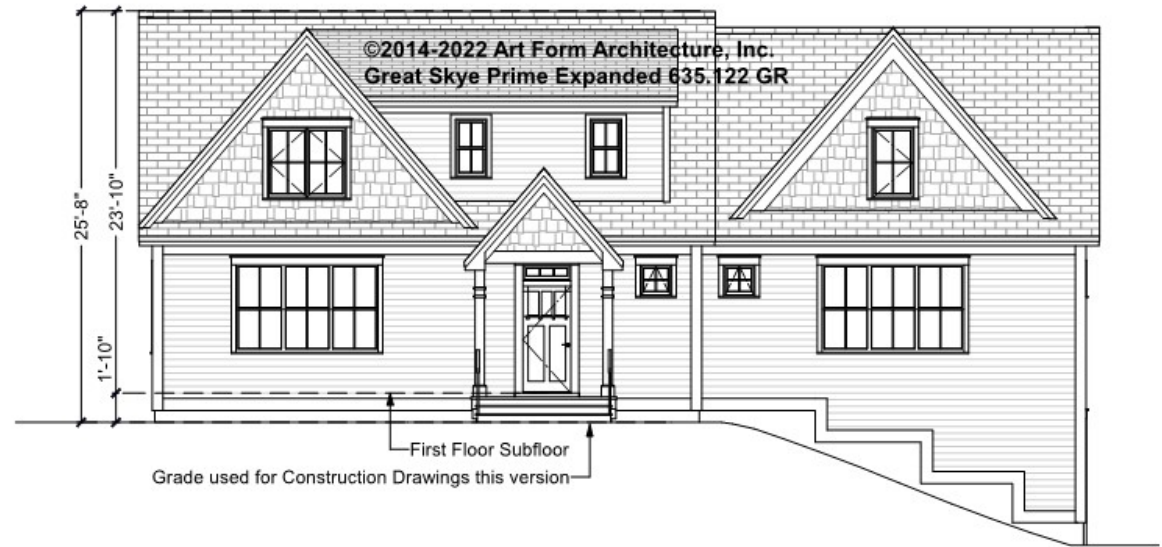 ©2014-2022 Art Form Architecture, Inc.
Great Skye Prime Expanded 635.122 GR
25'-8"
23'-10"
1'-10"
First Floor Subfloor
Grade used for Construction Drawings this version